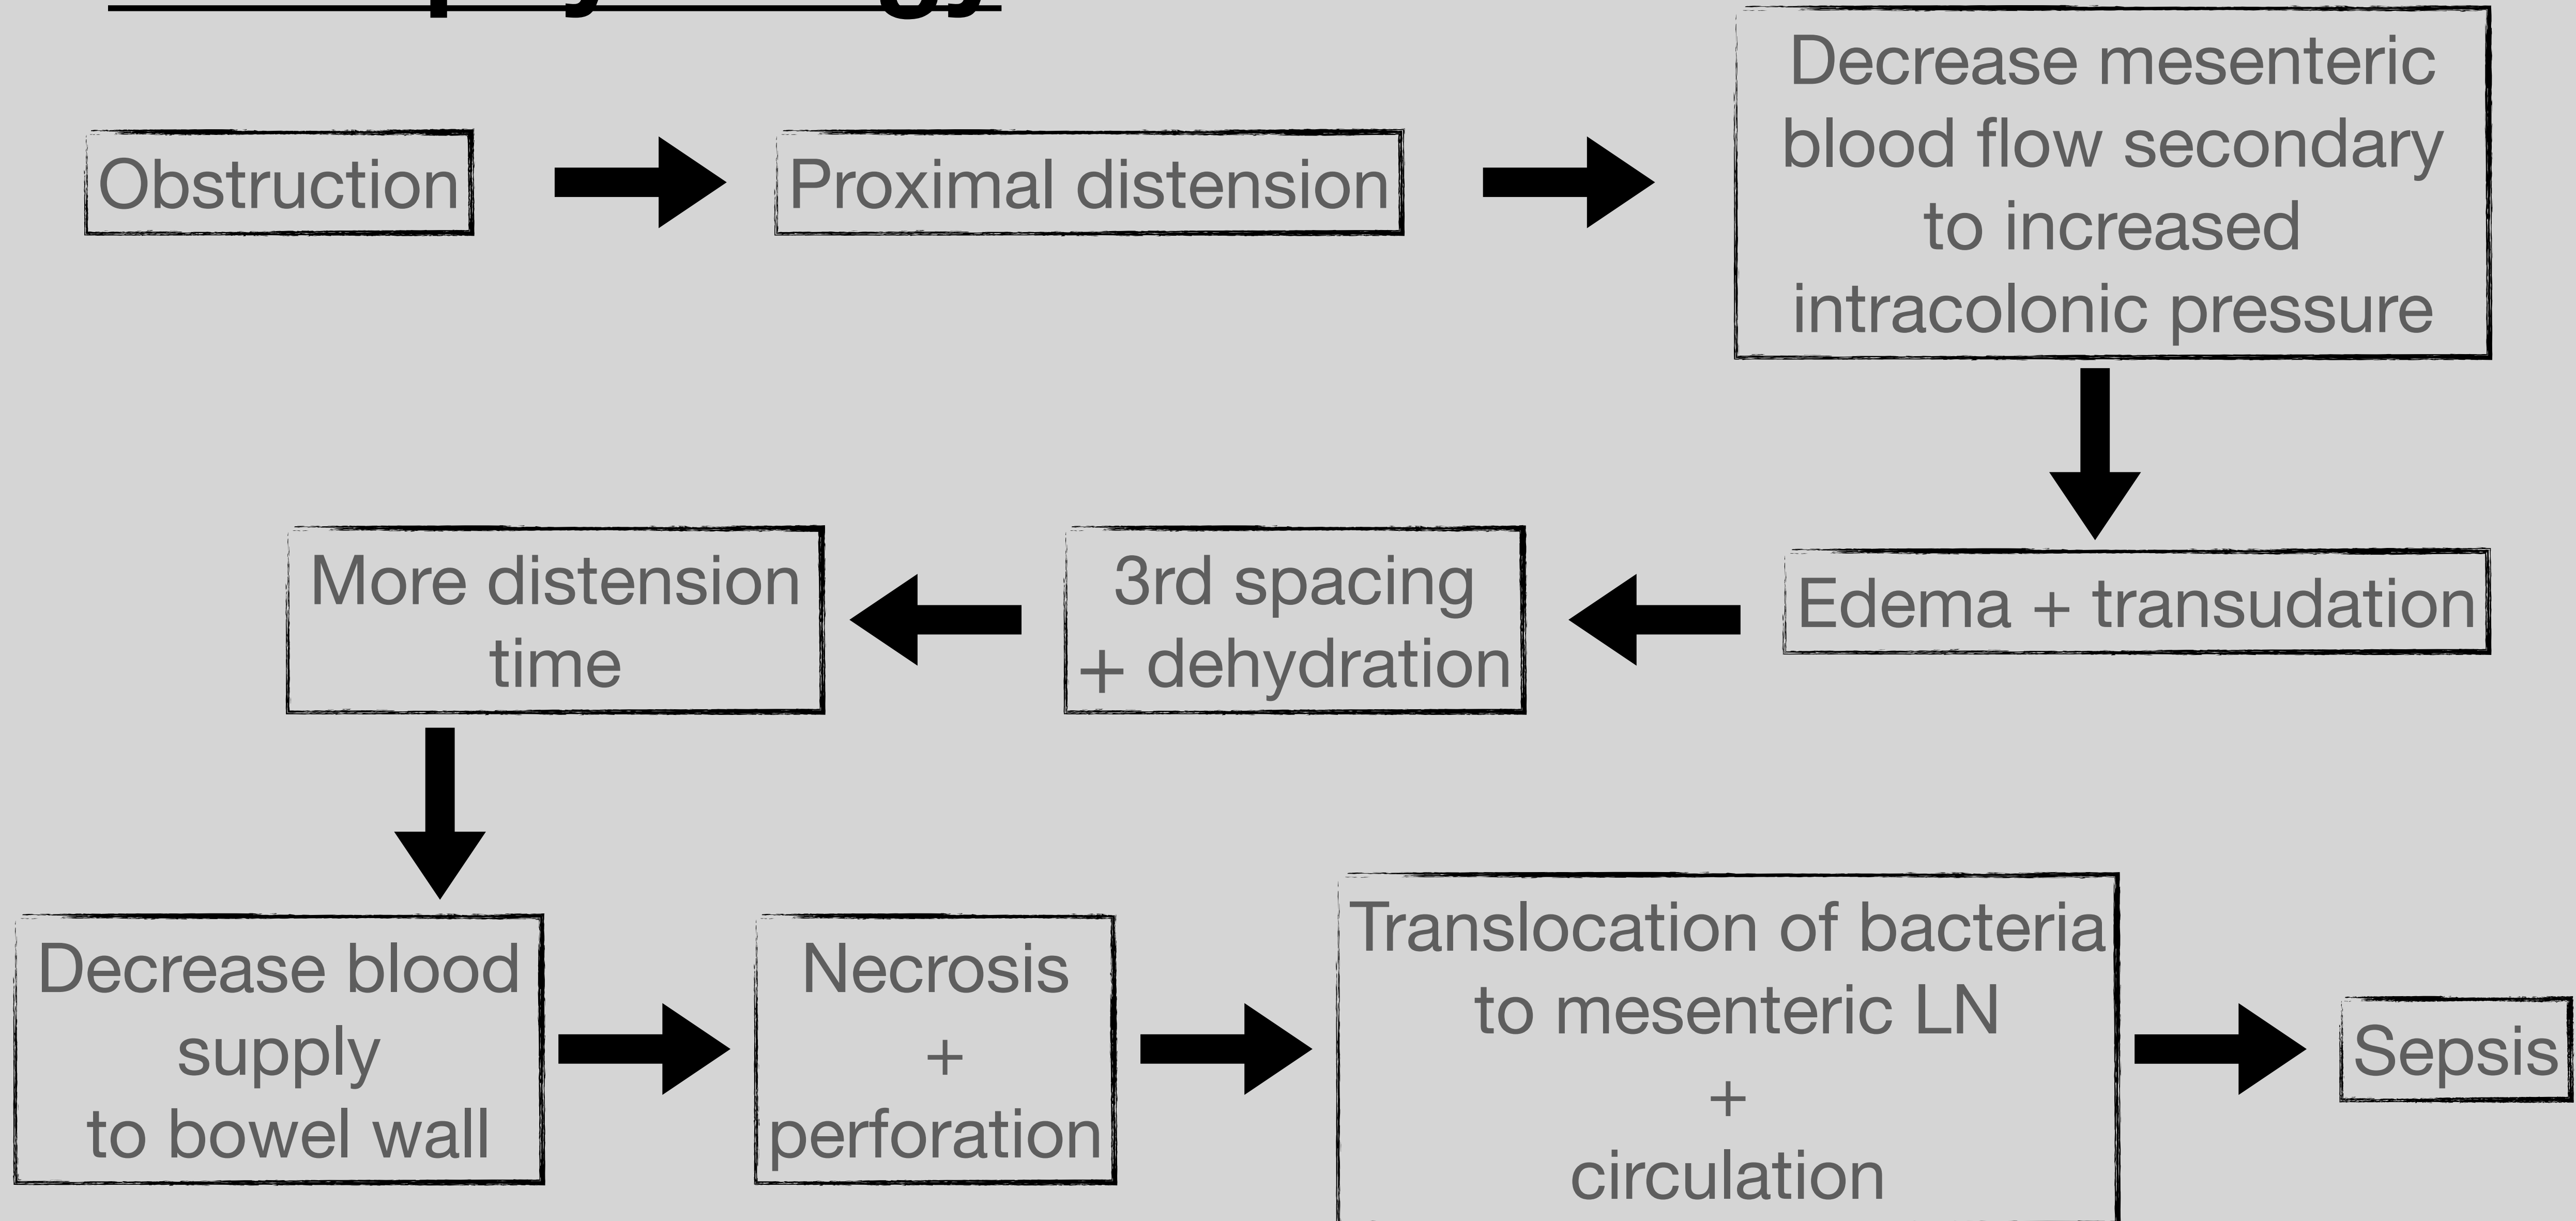 Obstruction
Proximal distension
Decrease mesenteric
blood flow secondary
to increased
intracolonic pressure
Edema + transudation
3rd spacing
+ dehydration
More distension
time
Decrease blood
supply
to bowel wall
Necrosis
+
perforation
Translocation of bacteria
to mesenteric LN
+
circulation
Sepsis